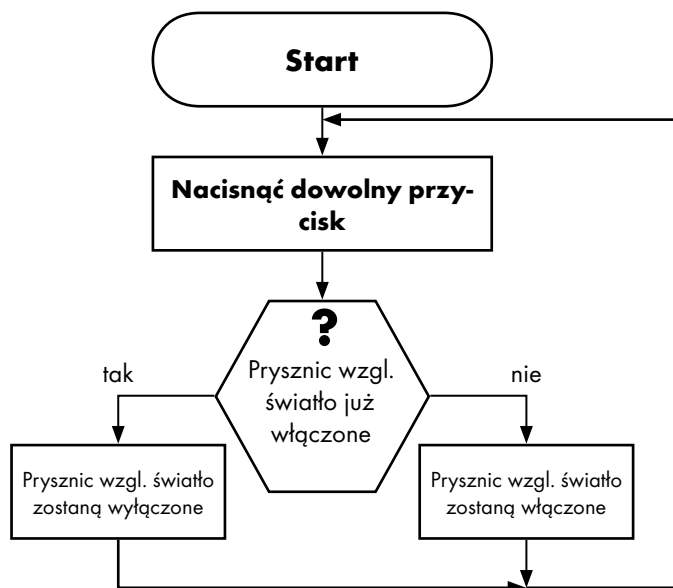 Start
Nacisnąć dowolny przy-
cisk
?
Prysznic wzgl.
światło już
włączone
tak
nie
Prysznic wzgl. światło
zostaną wyłączone
Prysznic wzgl. światło
zostaną włączone